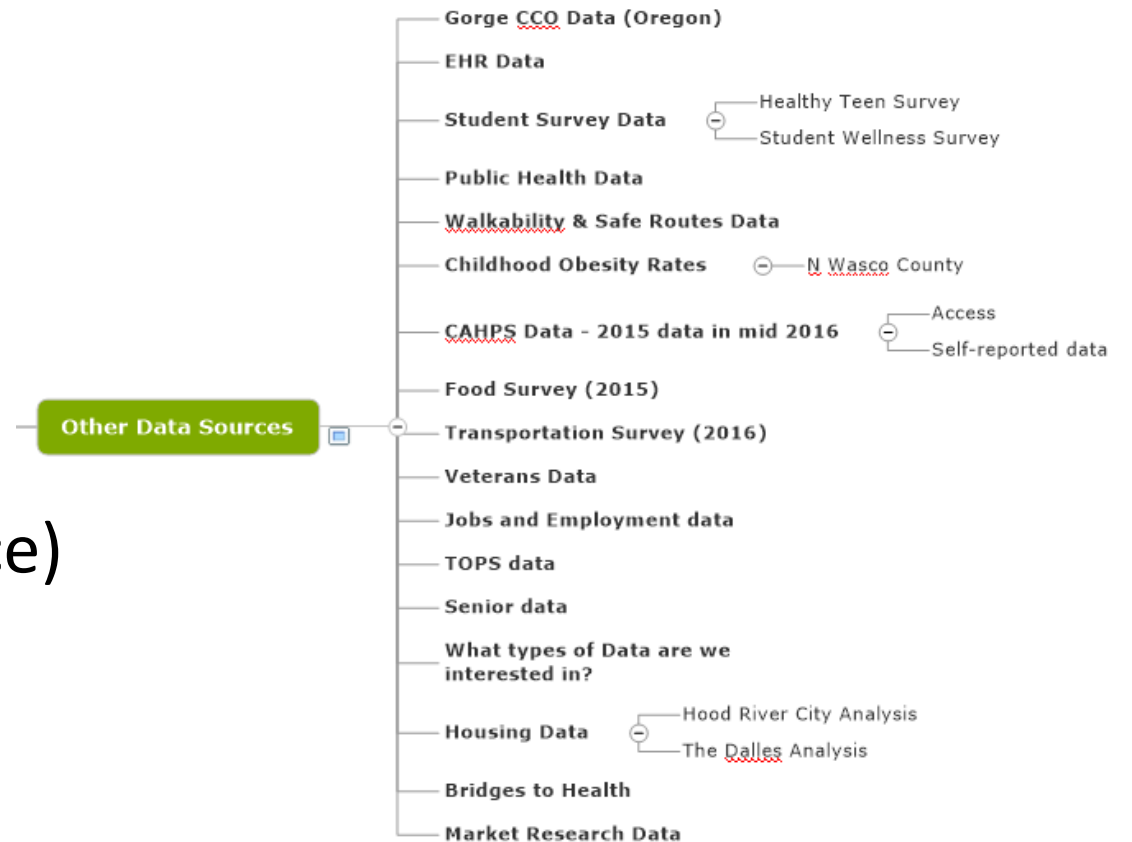 Gorge CCO Data (Oregon)
EHR Data
Student Survey Data
Healthy Teen Survey
Student Wellness Survey
Public Health Data
Walkability & Safe Routes Data
Childhood Obesity Rates
N Wasco County
CAHPS Data - 2015 data in mid 2016
Access
Self-reported data
Food Survey (2015)
Other Data Sources
Transportation Survey (2016)
Veterans Data
Jobs and Employment data
TOPS data
Senior data
What types of Data are we
interested in?
Housing Data
Hood River City Analysis
The Dalles Analysis
Bridges to Health
Market Research Data